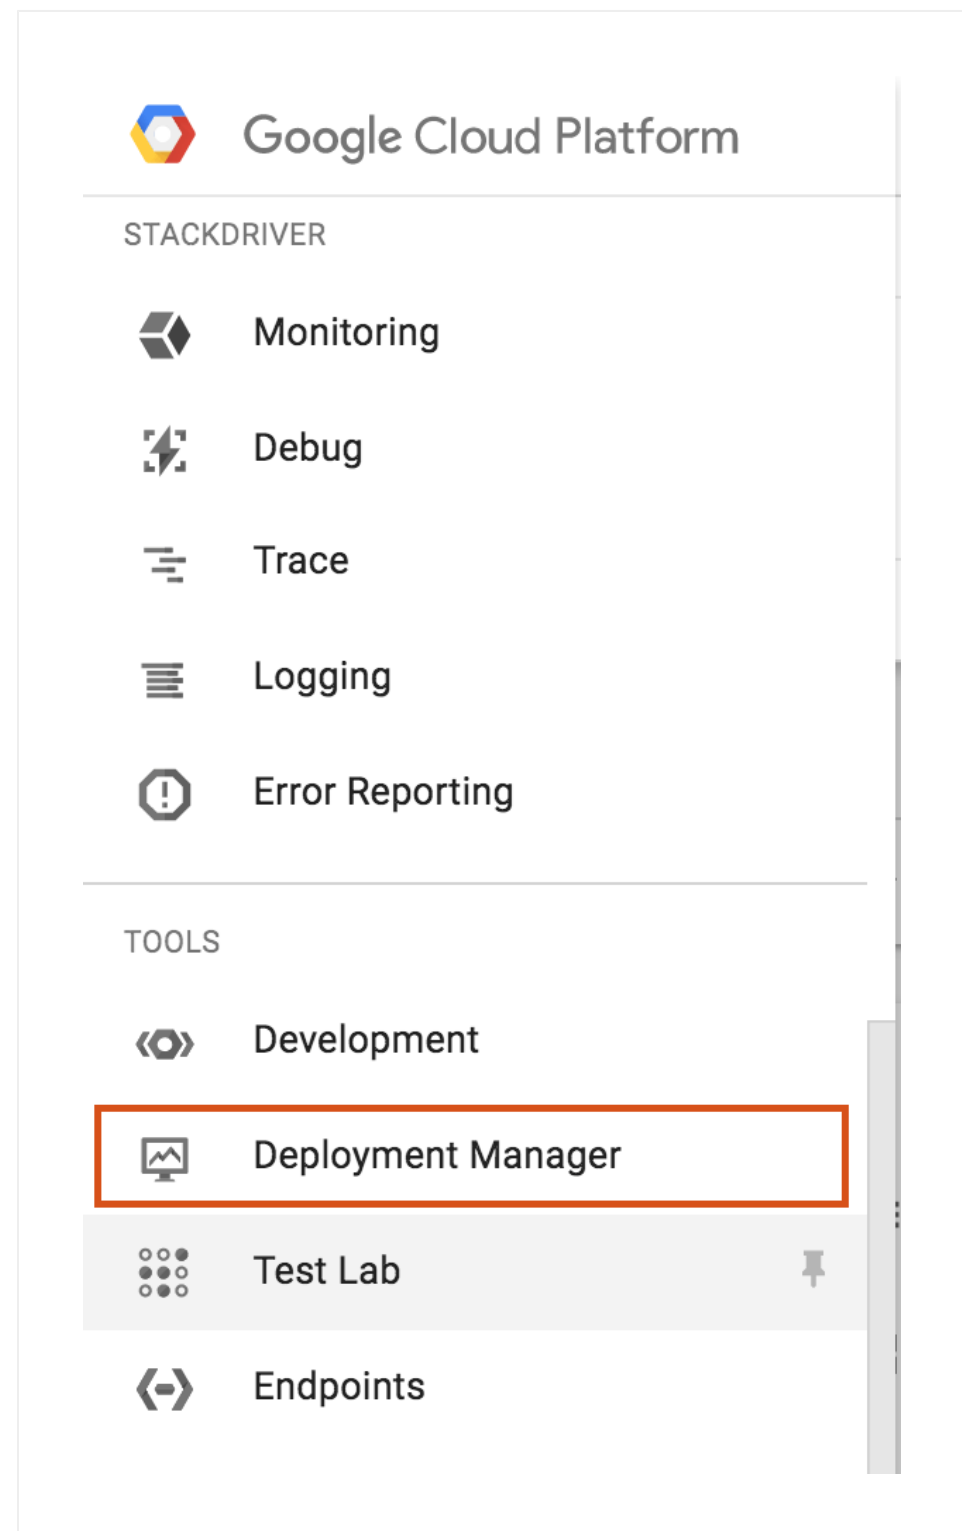 Google Cloud Platform
STACKDRIVER
Monitoring
Debug
Trace
Logging
Error Reporting
TOOLS
Development
Deployment Manager
Test Lab
Endpoints